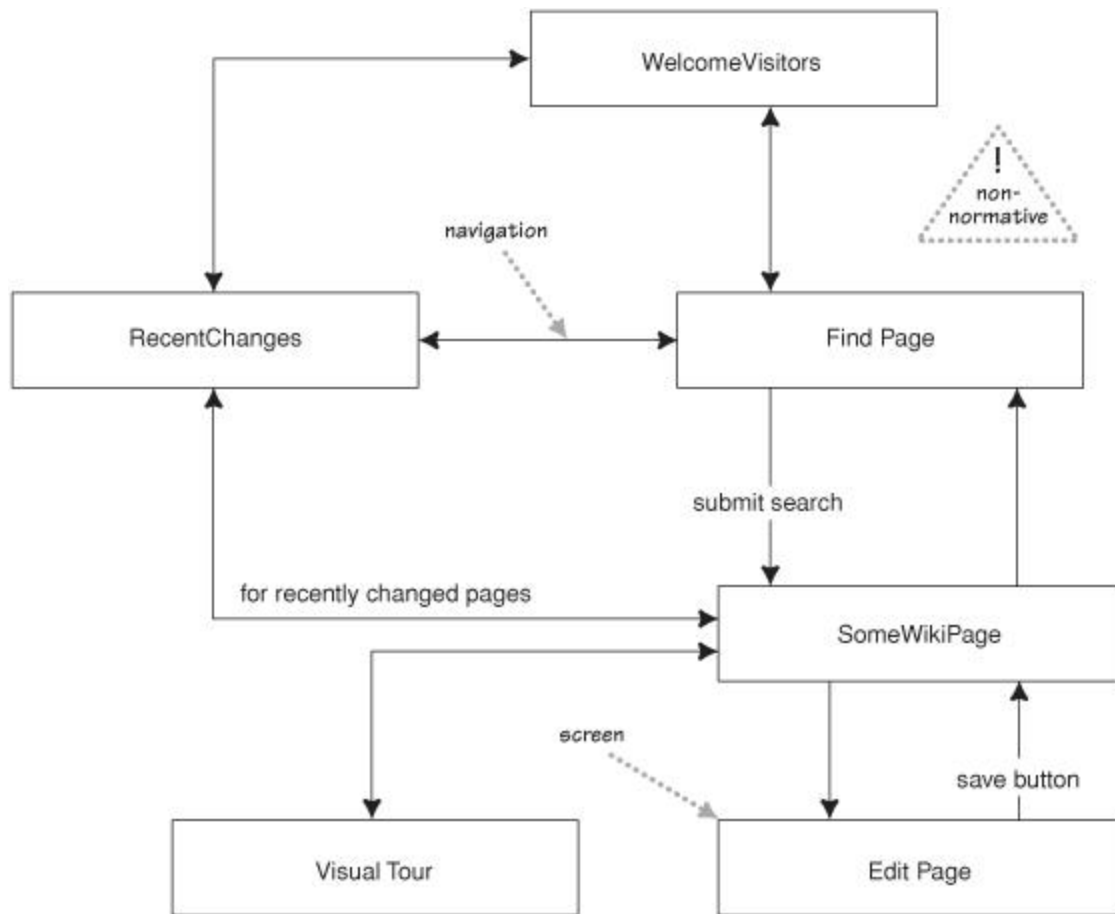 WelcomeVisitors
!
non-
normative
navigation
RecentChanges
Find Page
submit search
for recently changed pages
SomeWikiPage
screen
save button
Visual Tour
Edit Page